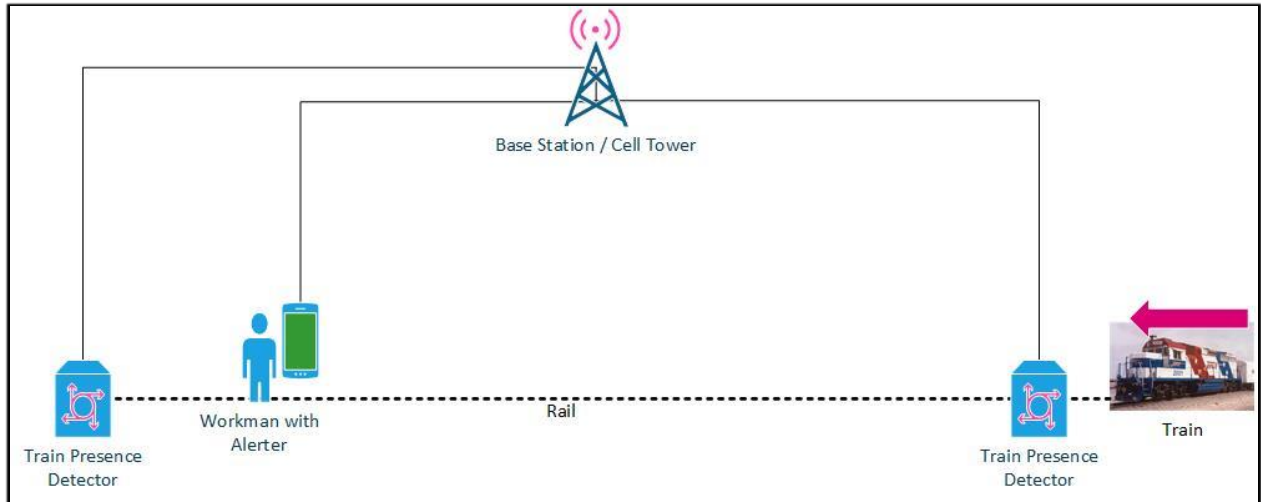 Base Station / Cell Tower
Rail
Workman with
Alerter
Train
Train Presence
Detector
Train Presence
Detector